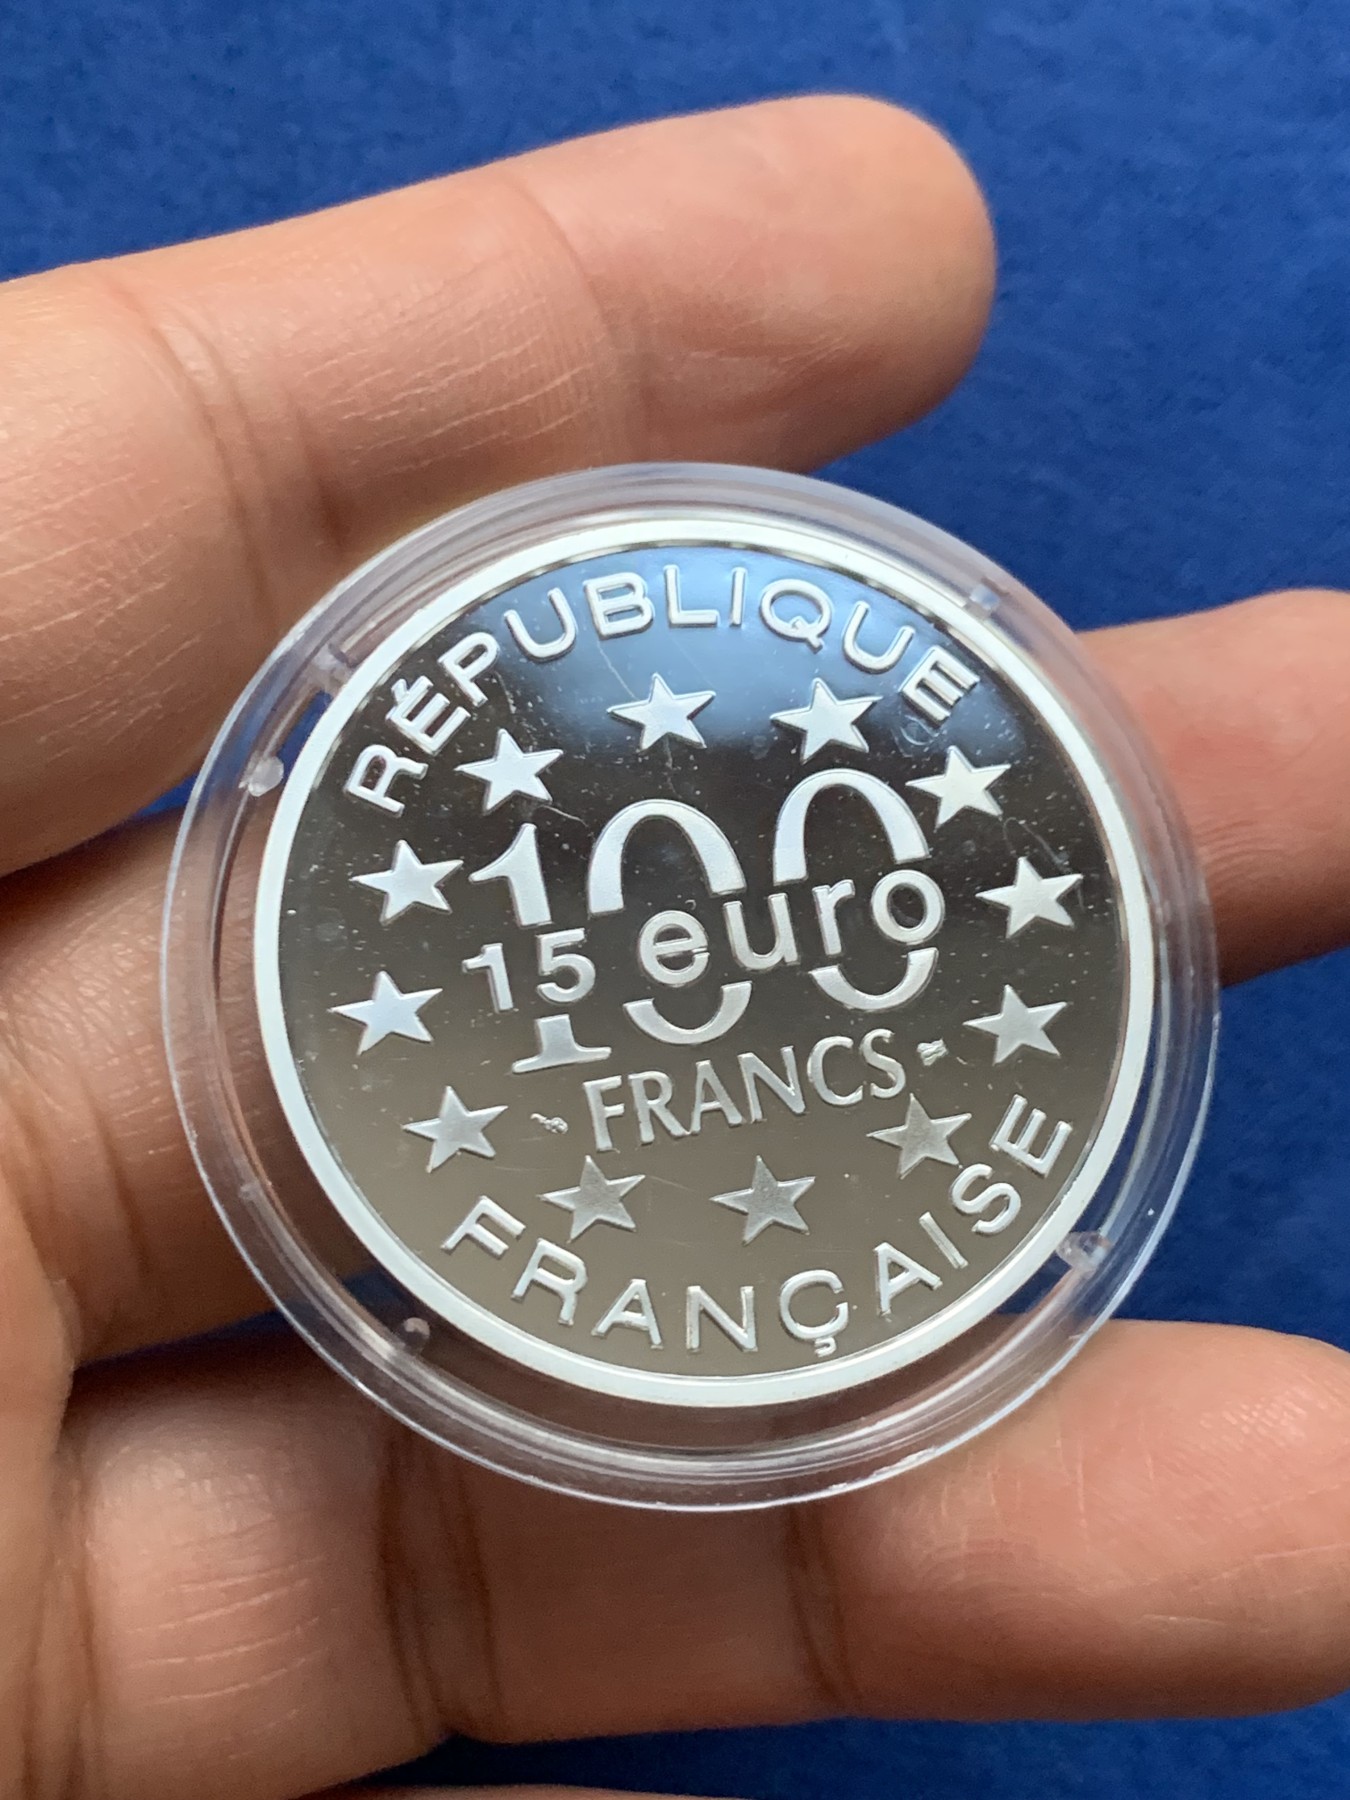 RÉPUBLIQUE
100
15 euro
FRANCS
FRANÇAISE